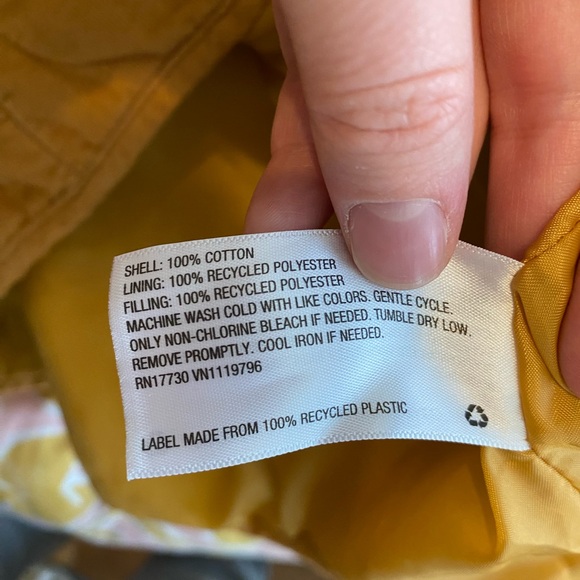 SHELL: 100% COTTON
LINING: 100% RECYCLED POLYESTER
FILLING: 100% RECYCLED POLYESTER
MACHINE WASH COLD WITH LIKE COLORS. GENTLE CYCLE.
ONLY NON-CHLORINE BLEACH IF NEEDED. TUMBLE DRY LOW.
REMOVE PROMPTLY. COOL IRON IF NEEDED.
RN17730 VN1119796
LABEL MADE FROM 100% RECYCLED PLASTIC